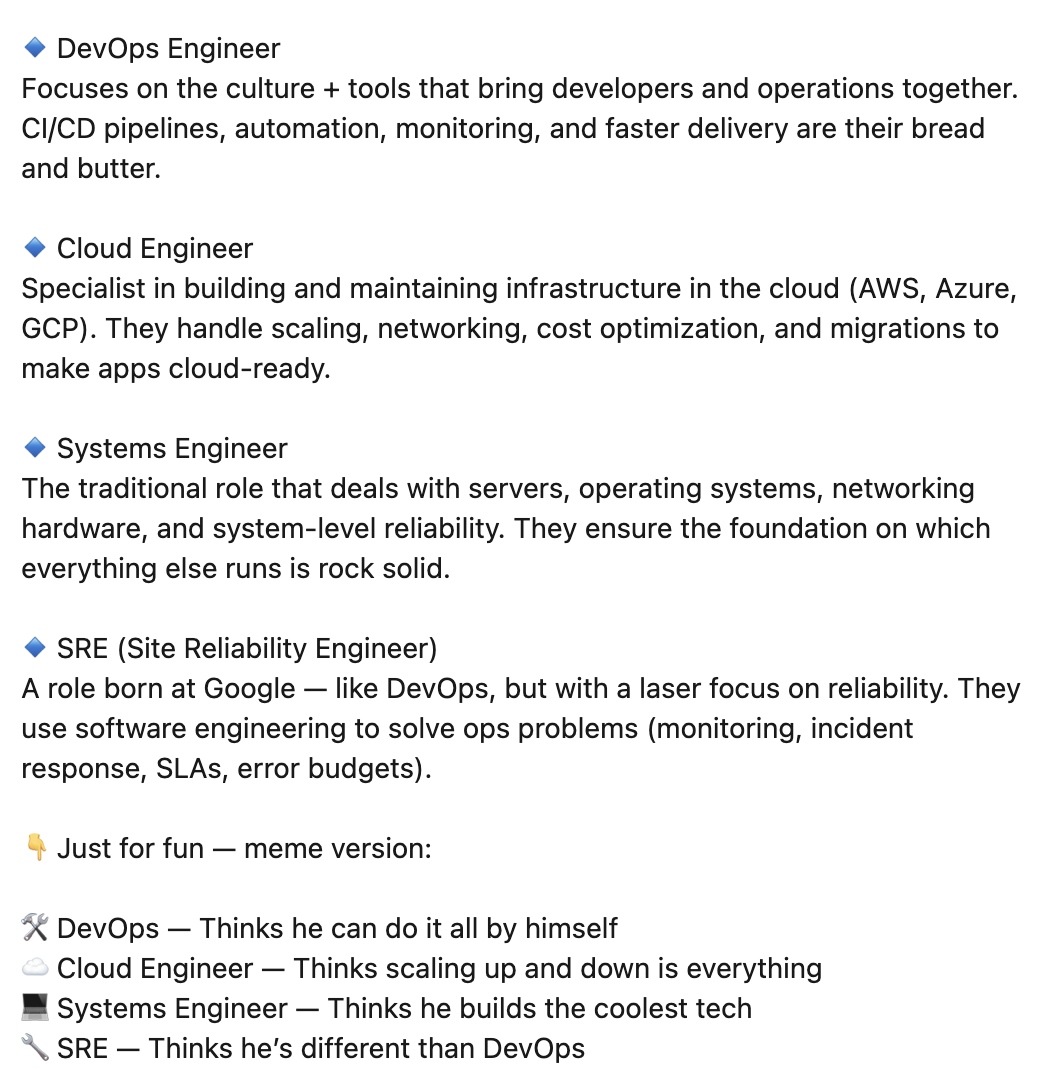 🔹 DevOps Engineer
Focuses on the culture + tools that bring developers and operations together.
CI/CD pipelines, automation, monitoring, and faster delivery are their bread
and butter.
🔹 Cloud Engineer
Specialist in building and maintaining infrastructure in the cloud (AWS, Azure,
GCP). They handle scaling, networking, cost optimization, and migrations to
make apps cloud-ready.
🔹 Systems Engineer
The traditional role that deals with servers, operating systems, networking
hardware, and system-level reliability. They ensure the foundation on which
everything else runs is rock solid.
🔹 SRE (Site Reliability Engineer)
A role born at Google — like DevOps, but with a laser focus on reliability. They
use software engineering to solve ops problems (monitoring, incident
response, SLAs, error budgets).
👇 Just for fun — meme version:
🛠️ DevOps — Thinks he can do it all by himself
☁️ Cloud Engineer — Thinks scaling up and down is everything
💻 Systems Engineer — Thinks he builds the coolest tech
🔧 SRE — Thinks he’s different than DevOps